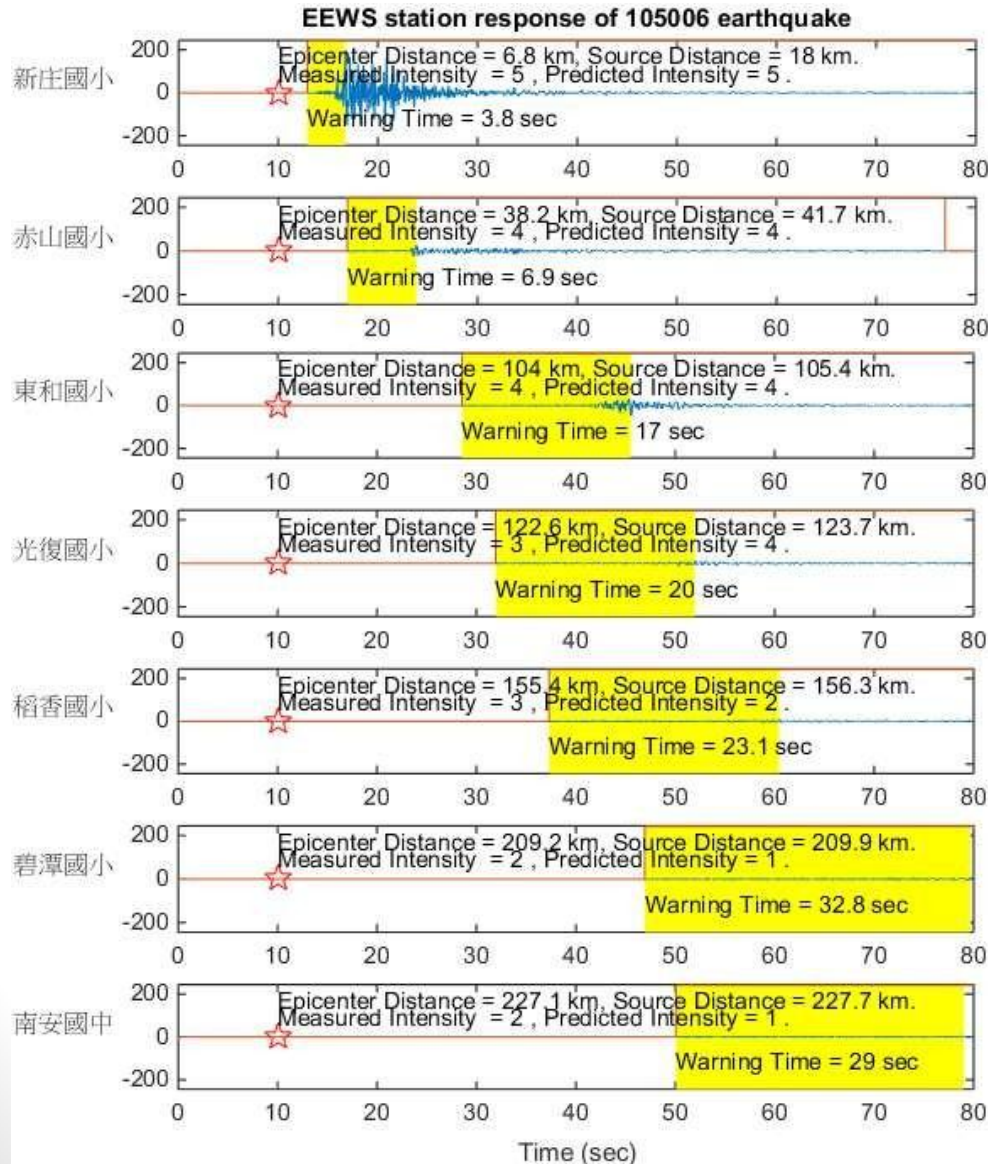 EEWS station response of 105006 earthquake
新庄國小
200
0
-200
Epicenter Distance = 6.8 km, Source Distance = 18 km.
Measured Intensity = 5 , Predicted Intensity = 5 .
Warning Time = 3.8 sec
0 10 20 30 40 50 60 70 80
赤山國小
200
0
-200
Epicenter Distance = 38.2 km, Source Distance = 41.7 km.
Measured Intensity = 4 , Predicted Intensity = 4 .
Warning Time = 6.9 sec
0 10 20 30 40 50 60 70 80
東和國小
200
0
-200
Epicenter Distance = 104 km, Source Distance = 105.4 km.
Measured Intensity = 4 , Predicted Intensity = 4 .
Warning Time = 17 sec
0 10 20 30 40 50 60 70 80
光復國小
200
0
-200
Epicenter Distance = 122.6 km, Source Distance = 123.7 km.
Measured Intensity = 3 , Predicted Intensity = 4 .
Warning Time = 20 sec
0 10 20 30 40 50 60 70 80
稻香國小
200
0
-200
Epicenter Distance = 155.4 km, Source Distance = 156.3 km.
Measured Intensity = 3 , Predicted Intensity = 2 .
Warning Time = 23.1 sec
0 10 20 30 40 50 60 70 80
碧潭國小
200
0
-200
Epicenter Distance = 209.2 km, Source Distance = 209.9 km.
Measured Intensity = 2 , Predicted Intensity = 1 .
Warning Time = 32.8 sec
0 10 20 30 40 50 60 70 80
南安國中
200
0
-200
Epicenter Distance = 227.1 km, Source Distance = 227.7 km.
Measured Intensity = 2 , Predicted Intensity = 1 .
Warning Time = 29 sec
0 10 20 30 40 50 60 70 80
Time (sec)